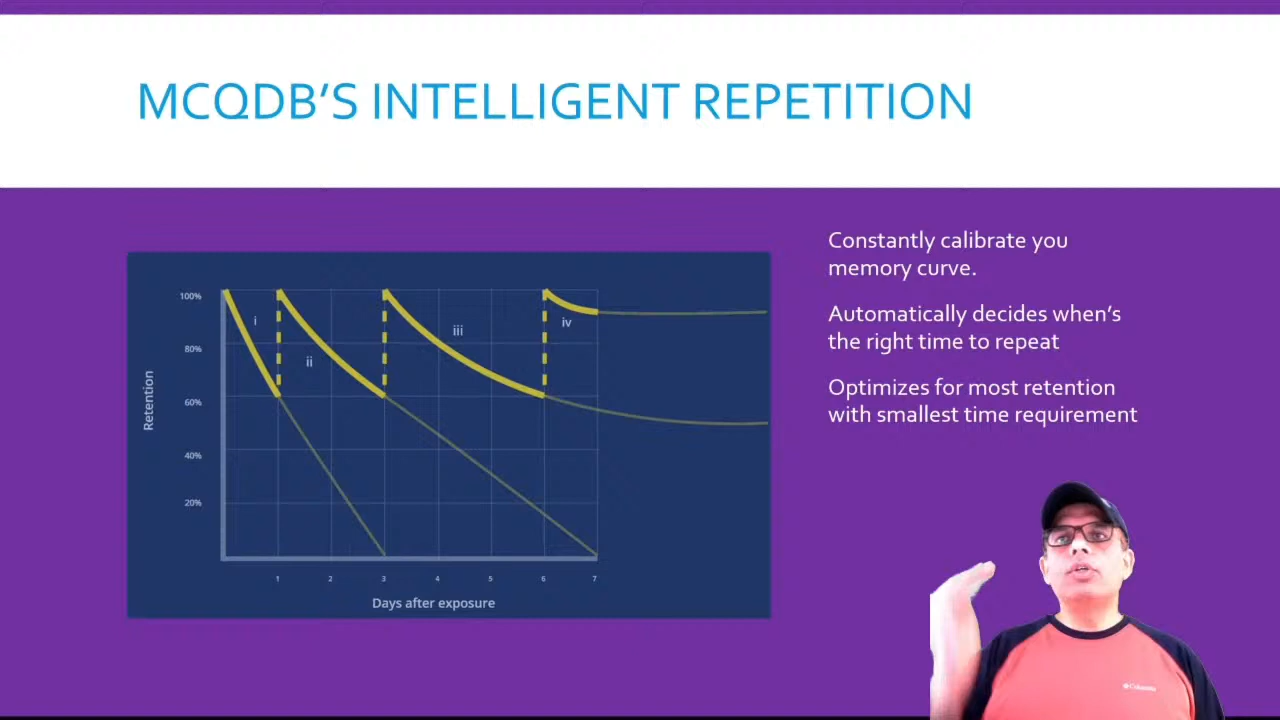 MCQDB'S INTELLIGENT REPETITION
Constantly calibrate you
memory curve.
Automatically decides when's
the right time to repeat
Optimizes for most retention
with smallest time requirement
100%
80%
60%
40%
20%
Retention
i
ii
iii
iv
1 2 3 4 5 6 7
Days after exposure
Columbia